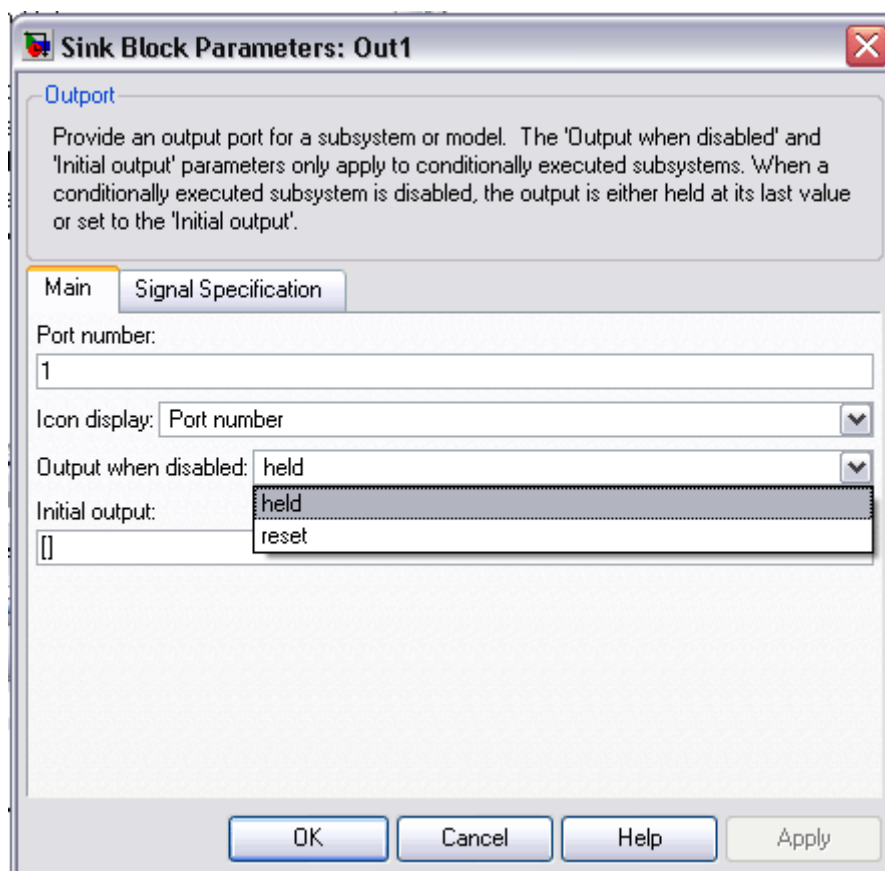 Sink Block Parameters: Out1
Outport
Provide an output port for a subsystem or model. The 'Output when disabled' and
'Initial output' parameters only apply to conditionally executed subsystems. When a
conditionally executed subsystem is disabled, the output is either held at its last value
or set to the 'Initial output'.
Main Signal Specification
Port number:
1
Icon display: Port number
Output when disabled: held
held
Initial output:
reset
[]
OK Cancel Help Apply